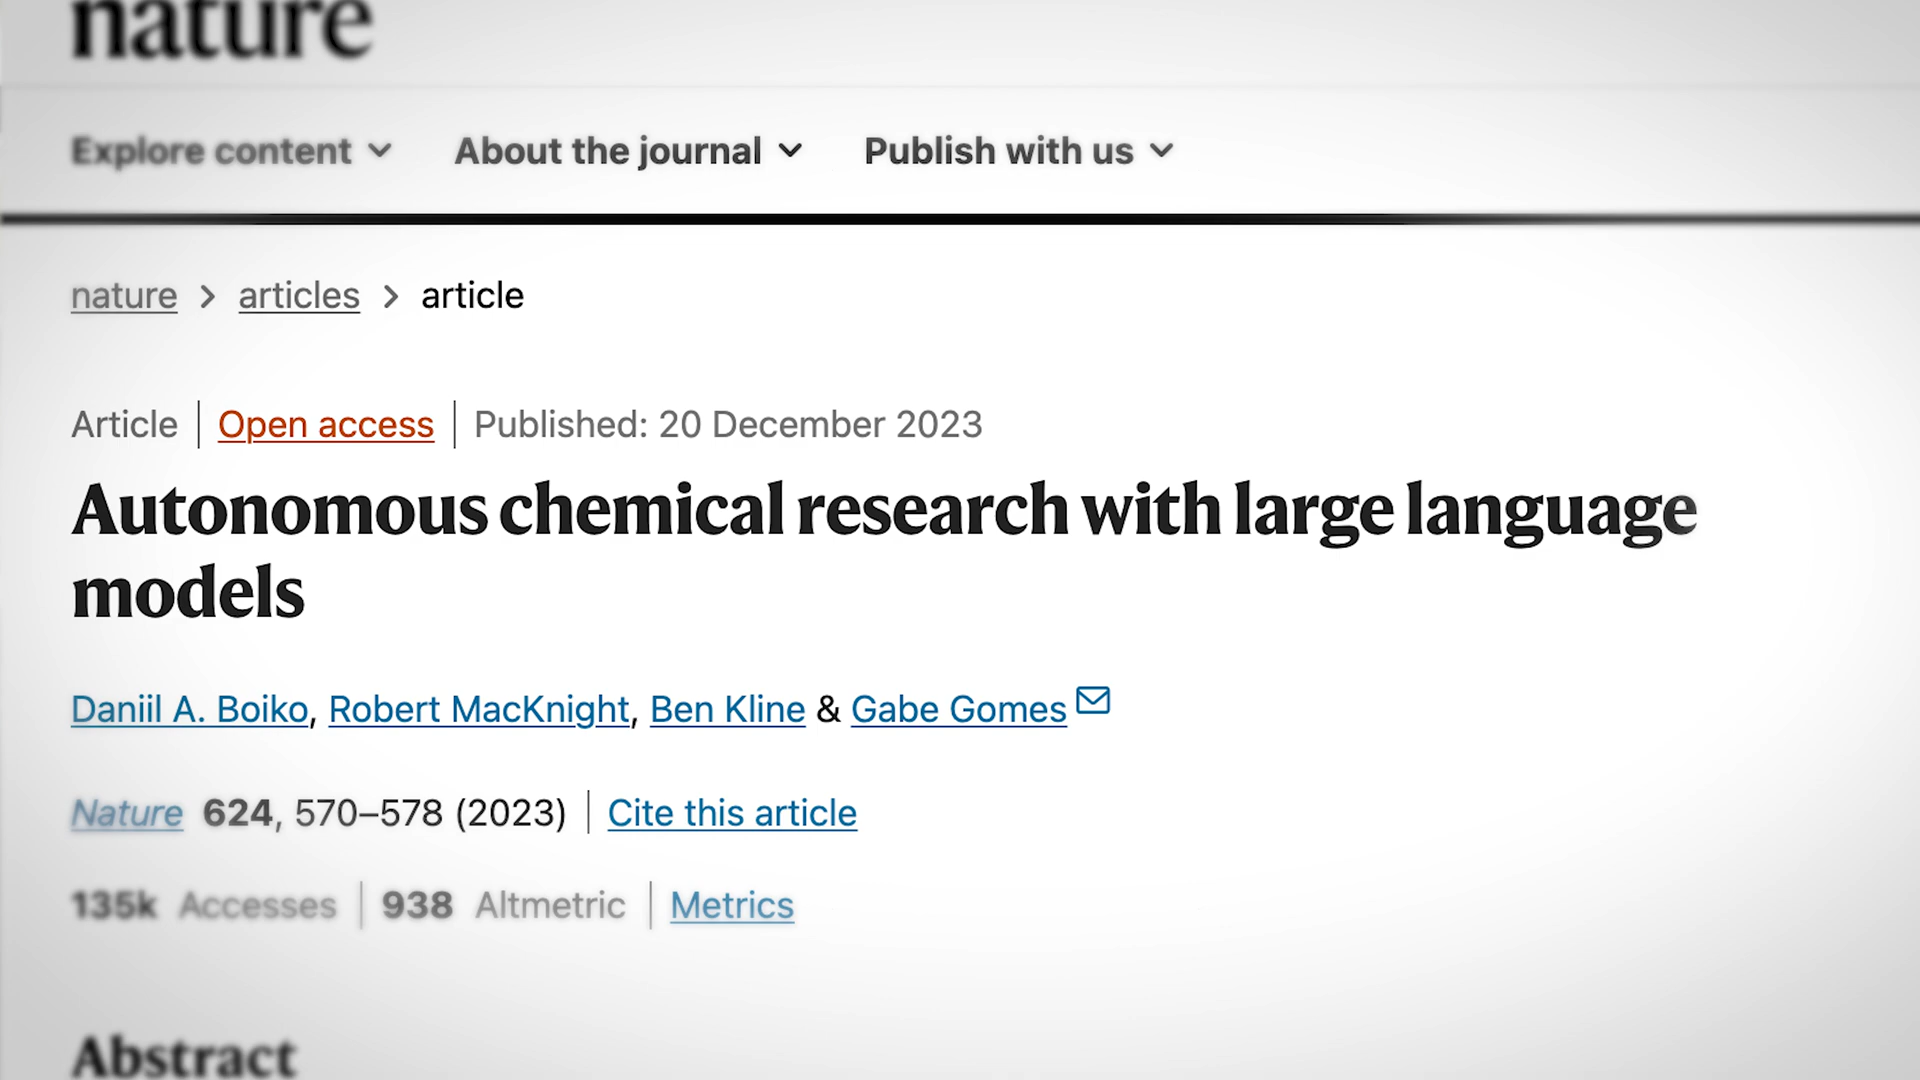 nature
Explore content About the journal Publish with us
nature > articles > article
Article | Open access | Published: 20 December 2023
Autonomous chemical research with large language
models
Daniil A. Boiko, Robert MacKnight, Ben Kline & Gabe Gomes
Nature 624, 570–578 (2023) | Cite this article
135k Accesses | 938 Altmetric | Metrics
Abstract